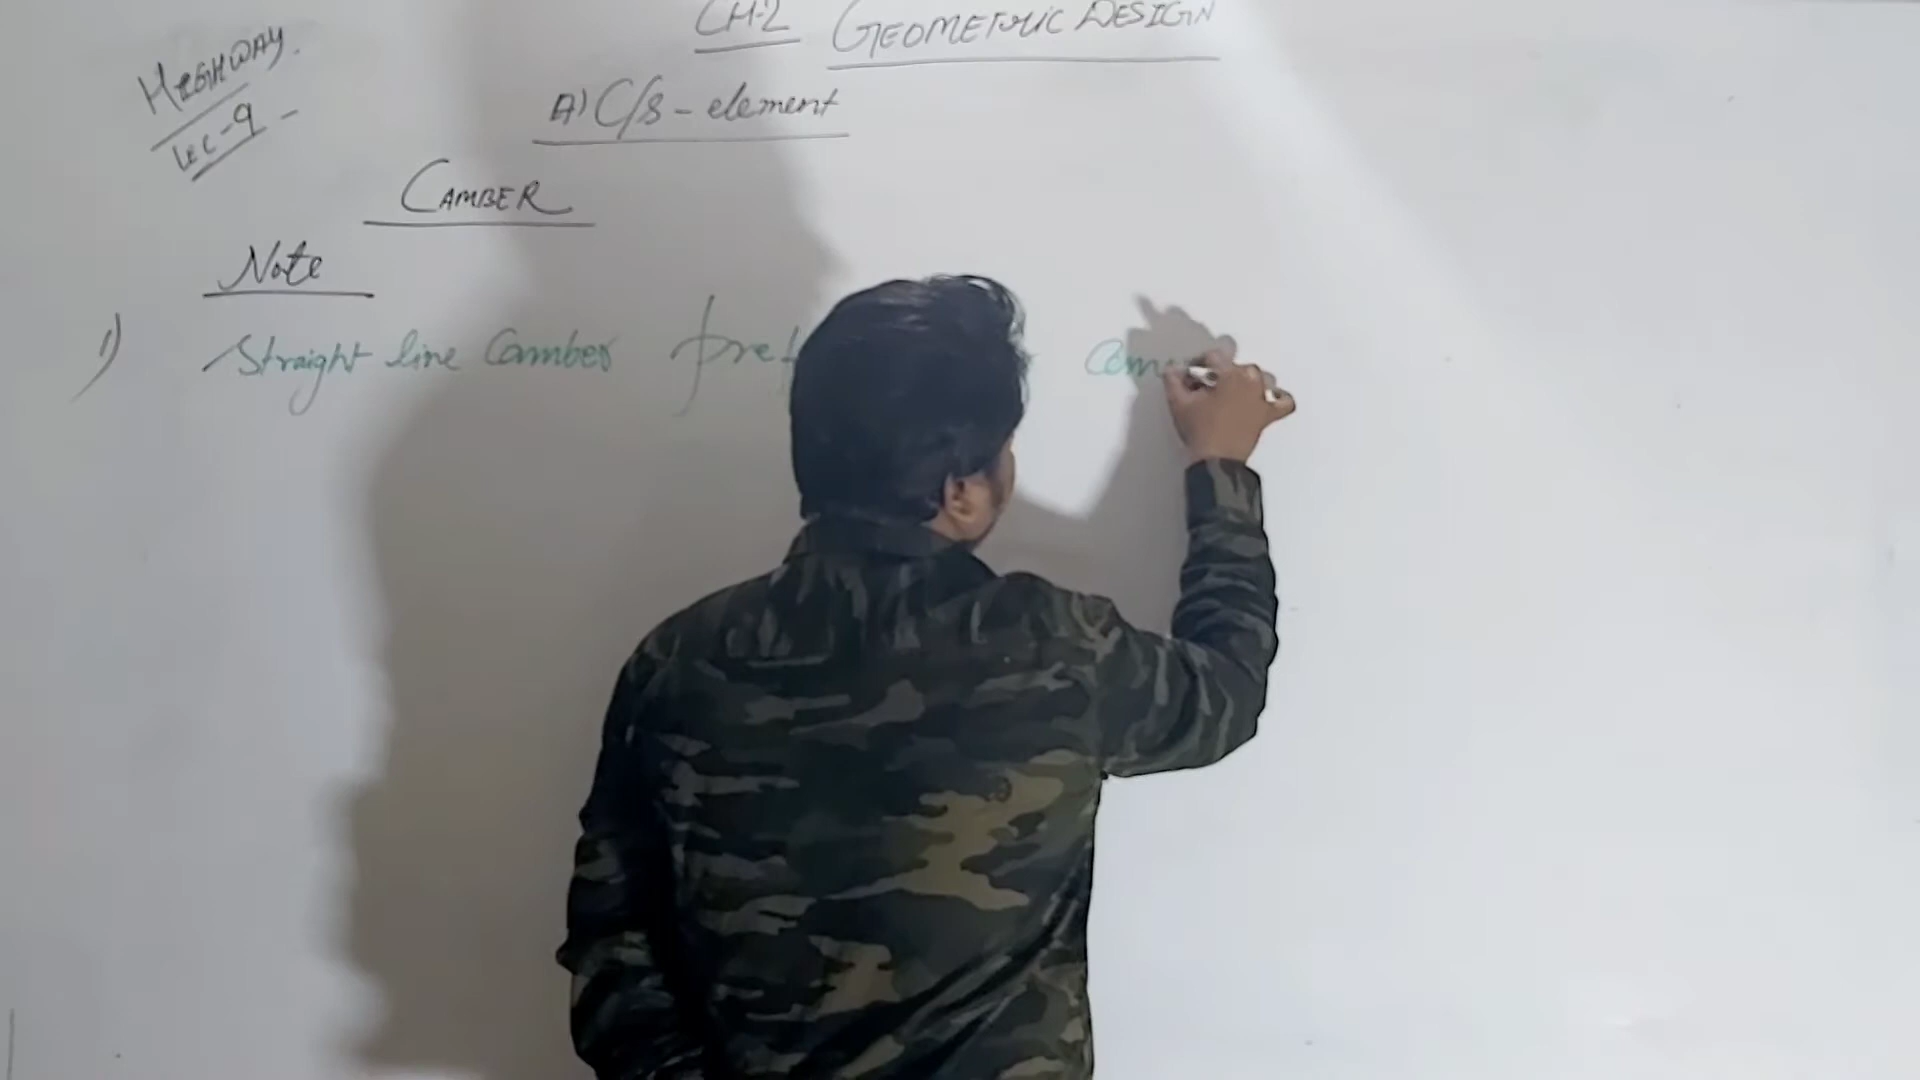 CH-2 GEOMETRIC DESIGN
HIGHWAY.
LEC-9
A) C/S - element
CAMBER
Note
1) Straight line Camber